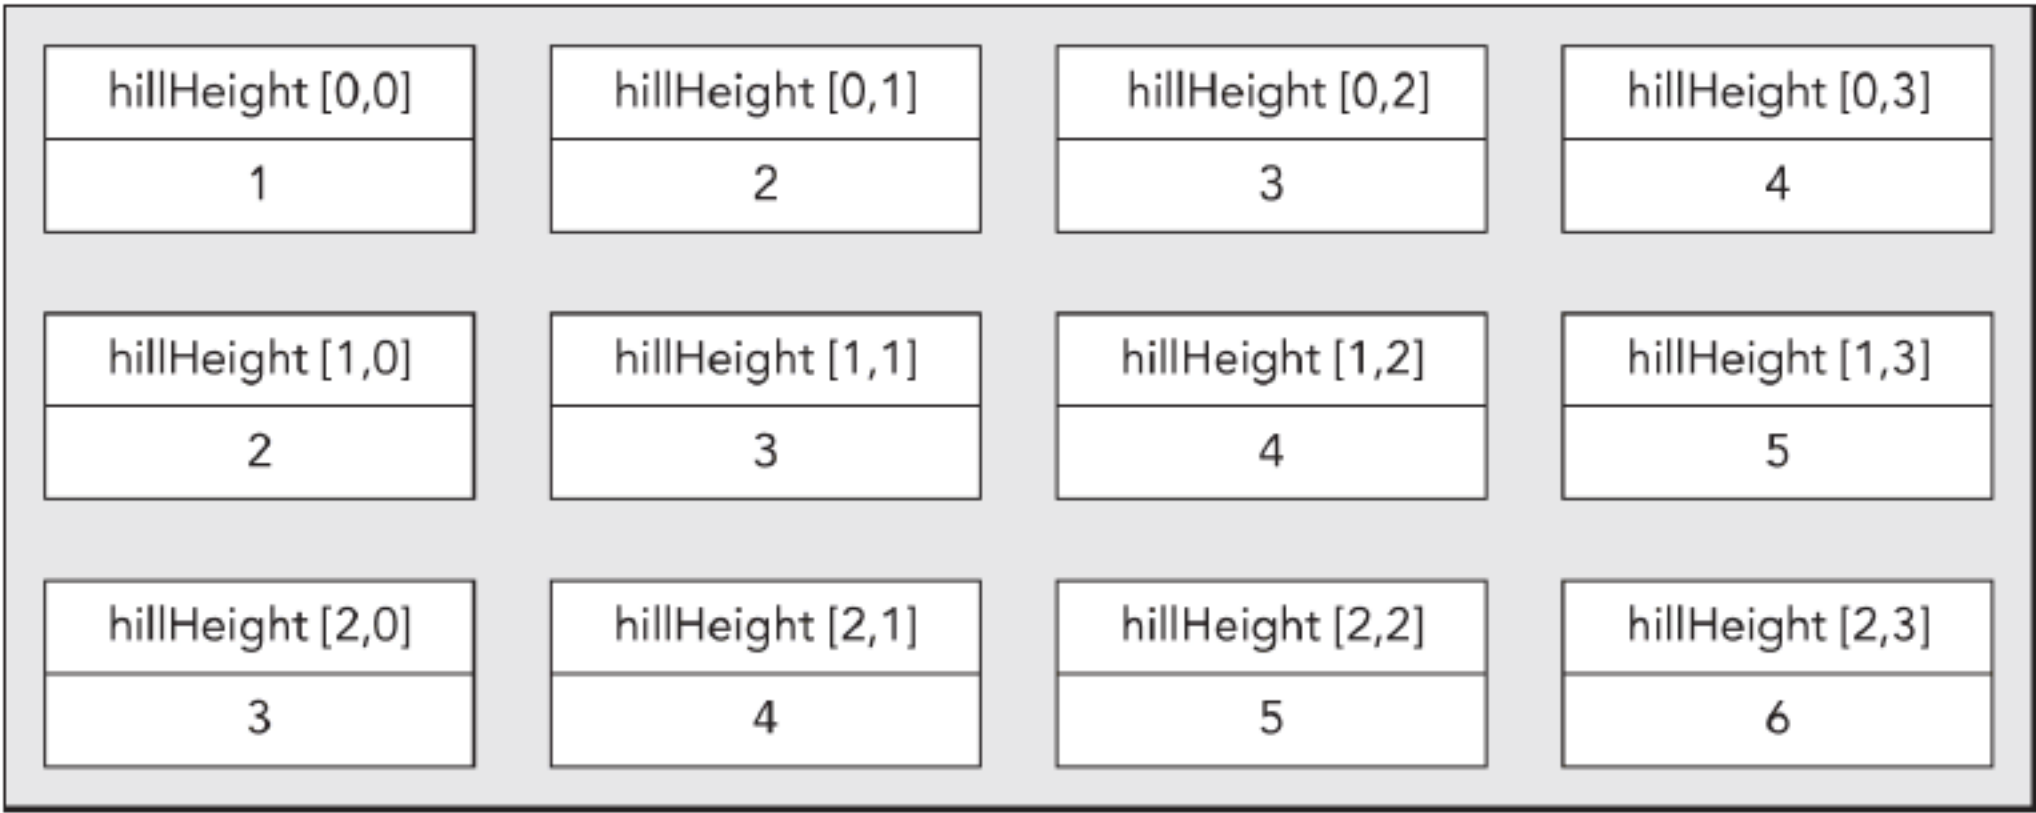 hillHeight [0,0] hillHeight [0,1] hillHeight [0,2] hillHeight [0,3]
1 2 3 4
hillHeight [1,0] hillHeight [1,1] hillHeight [1,2] hillHeight [1,3]
2 3 4 5
hillHeight [2,0] hillHeight [2,1] hillHeight [2,2] hillHeight [2,3]
3 4 5 6